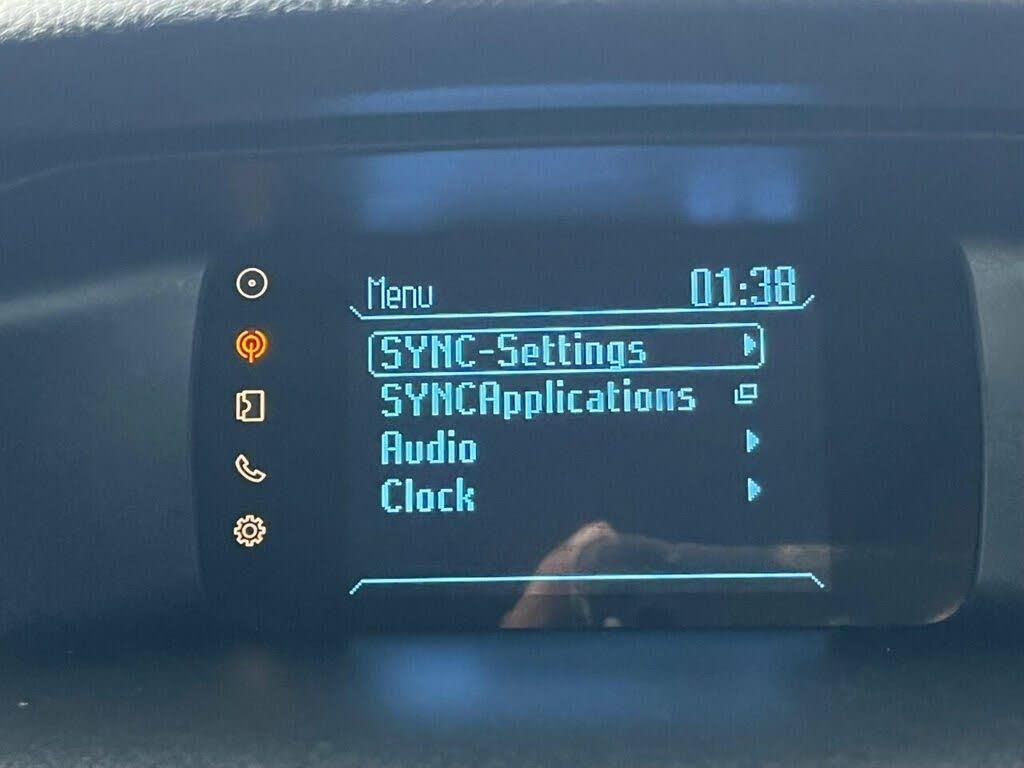 Menu 01:38
SYNC-Settings
SYNCApplications
Audio
Clock